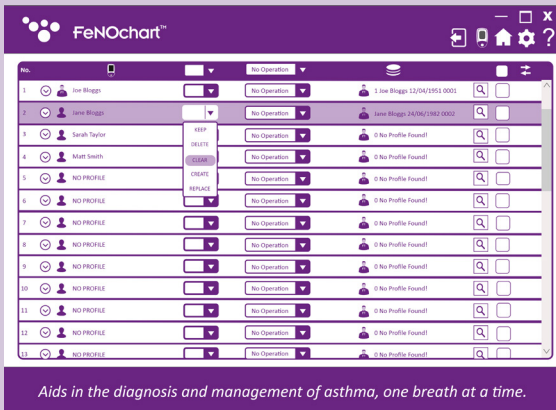 FeNOchart™
No. No Operation
1 Joe Bloggs No Operation 1 Joe Bloggs 12/04/1951 0001
2 Jane Bloggs Jane Bloggs 24/06/1982 0002
KEEP
3 Sarah Taylor No Operation 0 No Profile Found!
DELETE
4 Matt Smith CLEAR No Operation 0 No Profile Found!
CREATE
5 NO PROFILE No Operation 0 No Profile Found!
REPLACE
6 NO PROFILE No Operation 0 No Profile Found!
7 NO PROFILE No Operation 0 No Profile Found!
8 NO PROFILE No Operation 0 No Profile Found!
9 NO PROFILE No Operation 0 No Profile Found!
10 NO PROFILE No Operation 0 No Profile Found!
11 NO PROFILE No Operation 0 No Profile Found!
12 NO PROFILE No Operation 0 No Profile Found!
13 NO PROFILE No Operation 0 No Profile Found!
Aids in the diagnosis and management of asthma, one breath at a time.